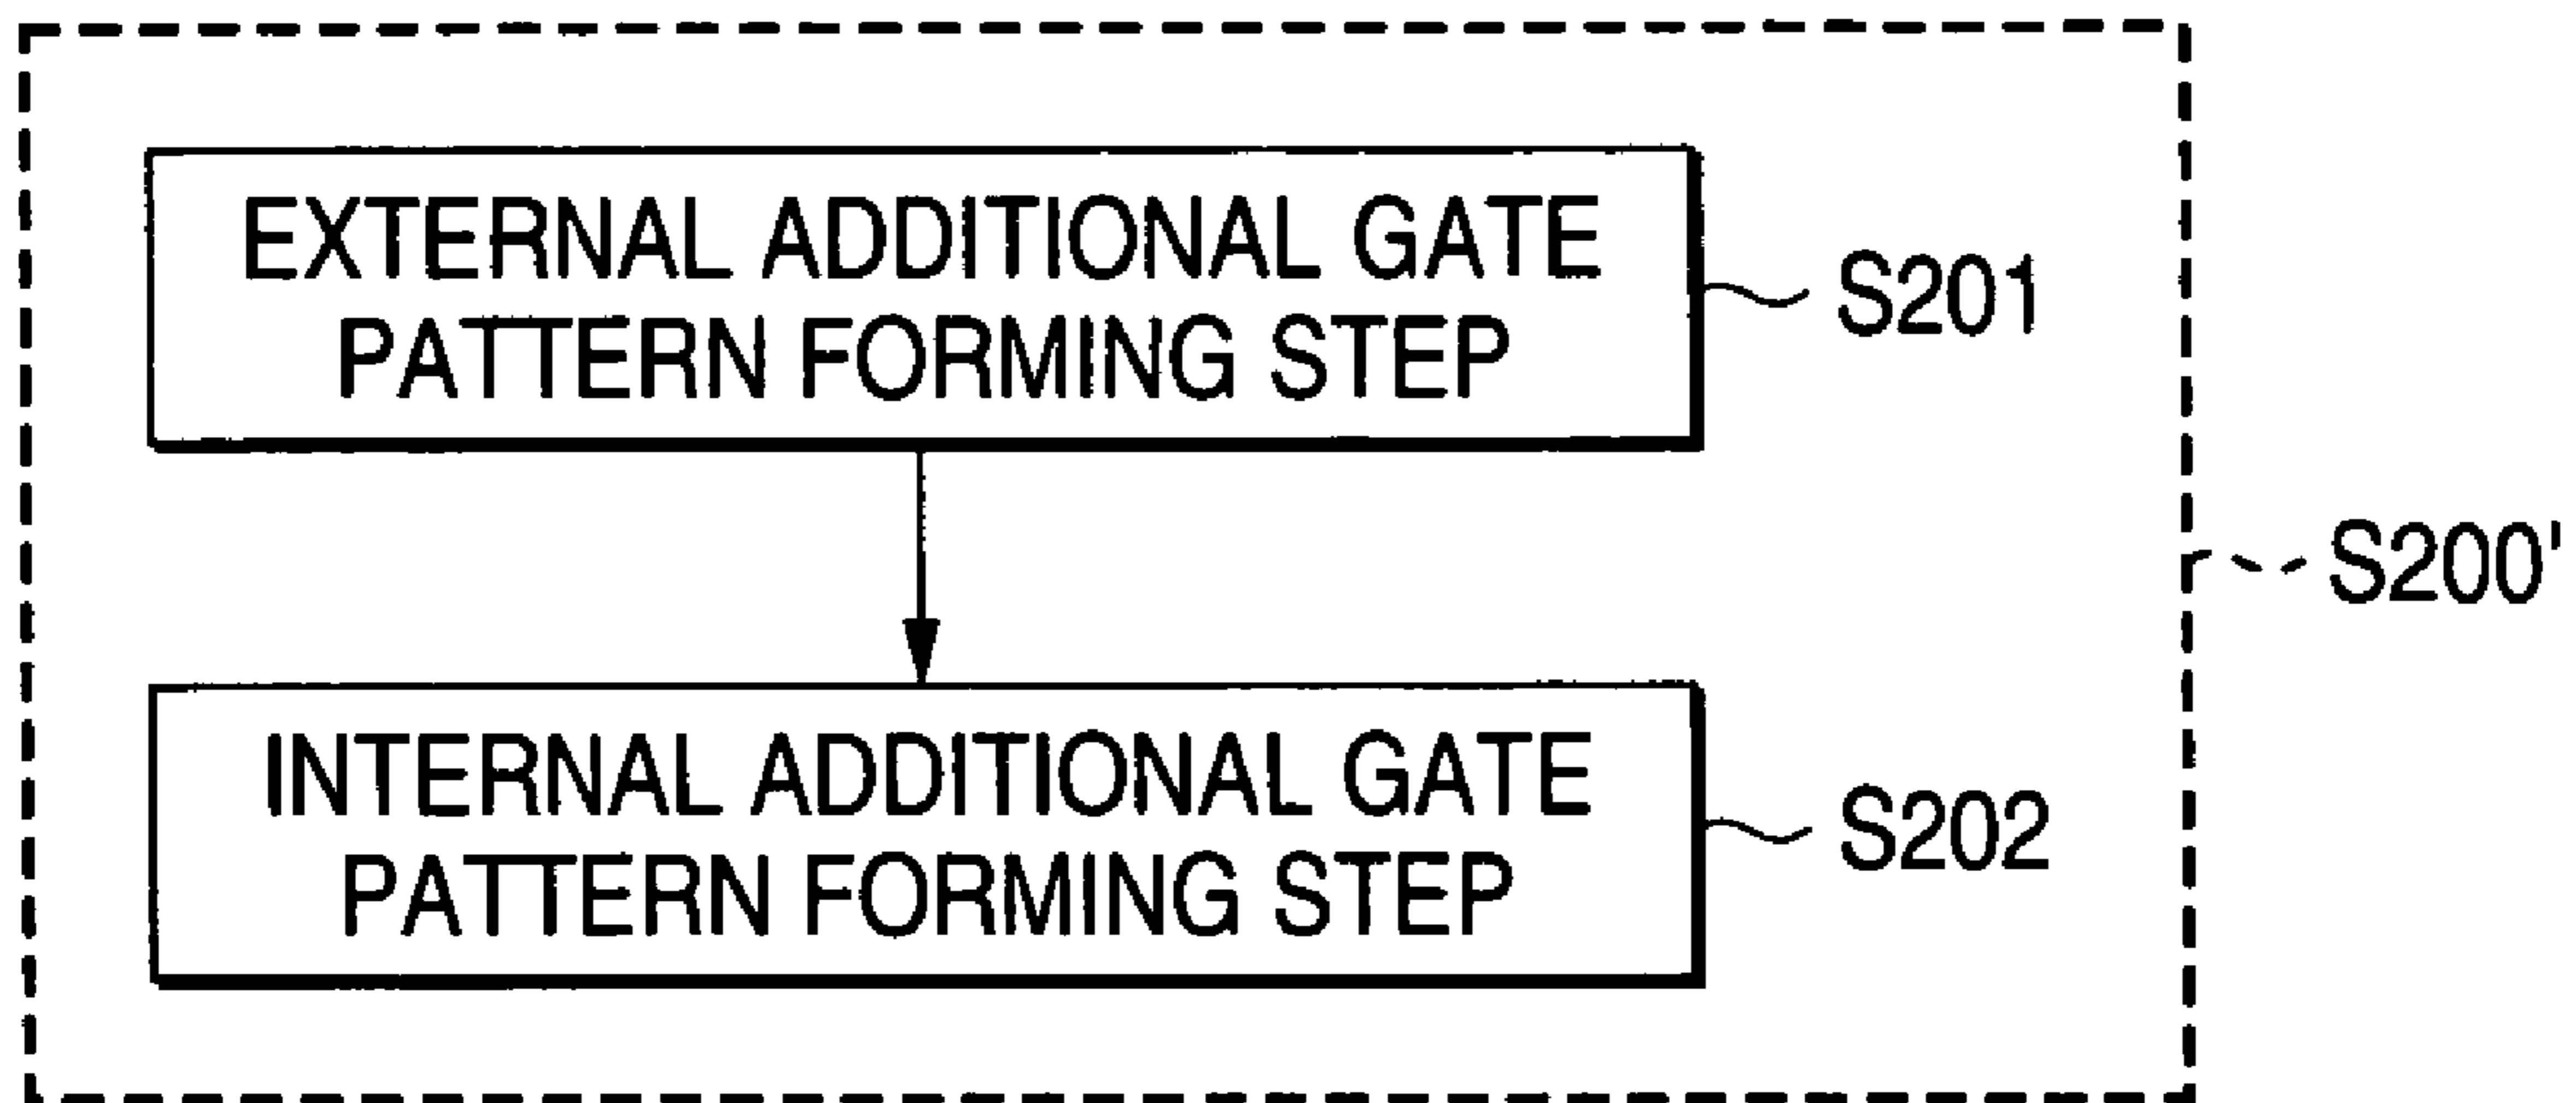 EXTERNAL ADDITIONAL GATE
PATTERN FORMING STEP
S201
S200'
INTERNAL ADDITIONAL GATE
PATTERN FORMING STEP
S202